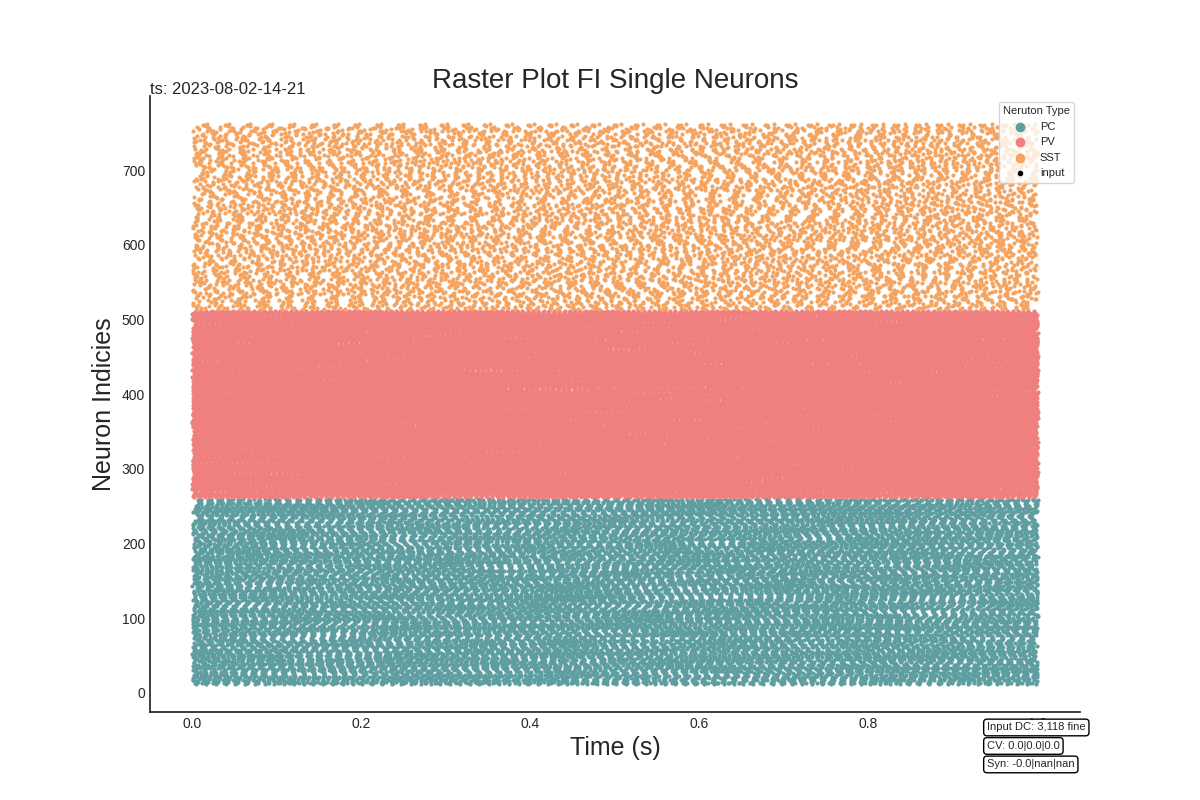 Raster Plot FI Single Neurons
ts: 2023-08-02-14-21
Neruton Type
PC
PV
SST
input
Neuron Indicies
700
600
500
400
300
200
100
0
0.0 0.2 0.4 0.6 0.8
Time (s)
Input DC: 3,118 fine
CV: 0.0|0.0|0.0
Syn: -0.0|nan|nan